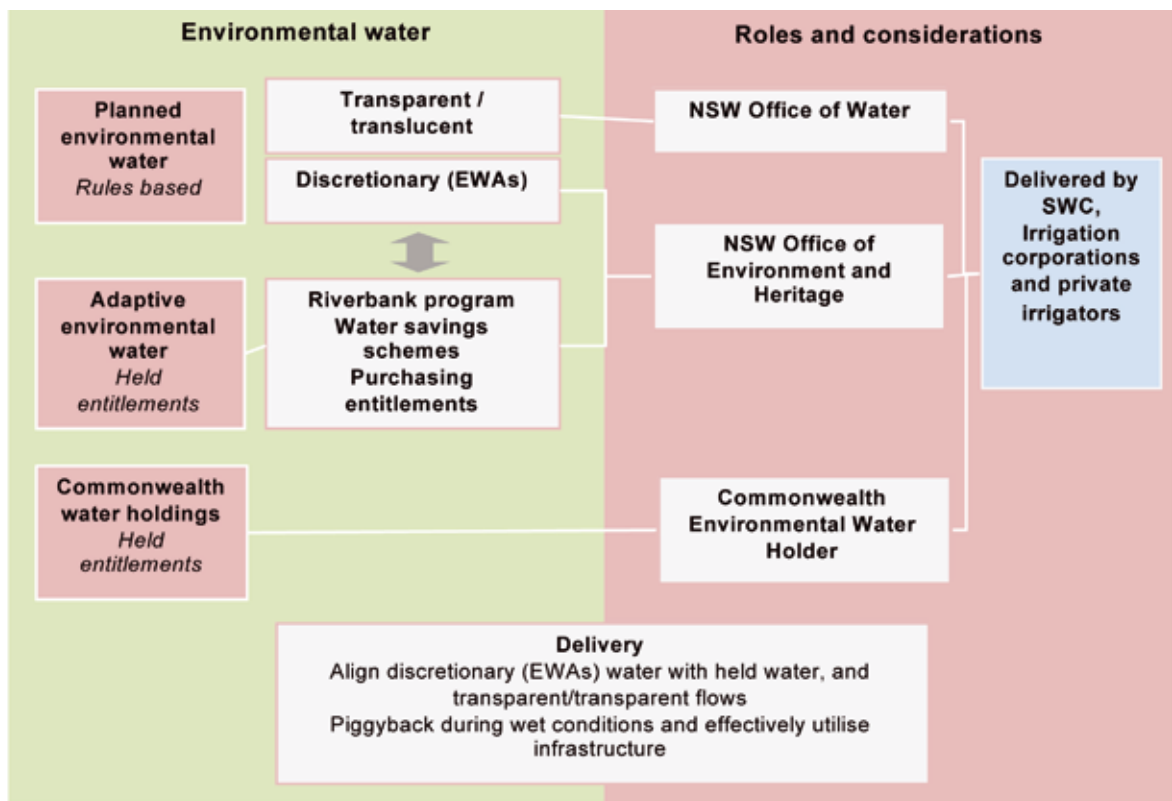 Environmental water
Roles and considerations
Planned
environmental
water
Rules based
Transparent /
translucent
Discretionary (EWAs)
NSW Office of Water
Delivered by
SWC,
Irrigation
corporations
and private
irrigators
NSW Office of
Environment and
Heritage
Adaptive
environmental
water
Held
entitlements
Riverbank program
Water savings
schemes
Purchasing
entitlements
Commonwealth
water holdings
Held
entitlements
Commonwealth
Environmental Water
Holder
Delivery
Align discretionary (EWAs) water with held water, and
transparent/transparent flows
Piggyback during wet conditions and effectively utilise
infrastructure